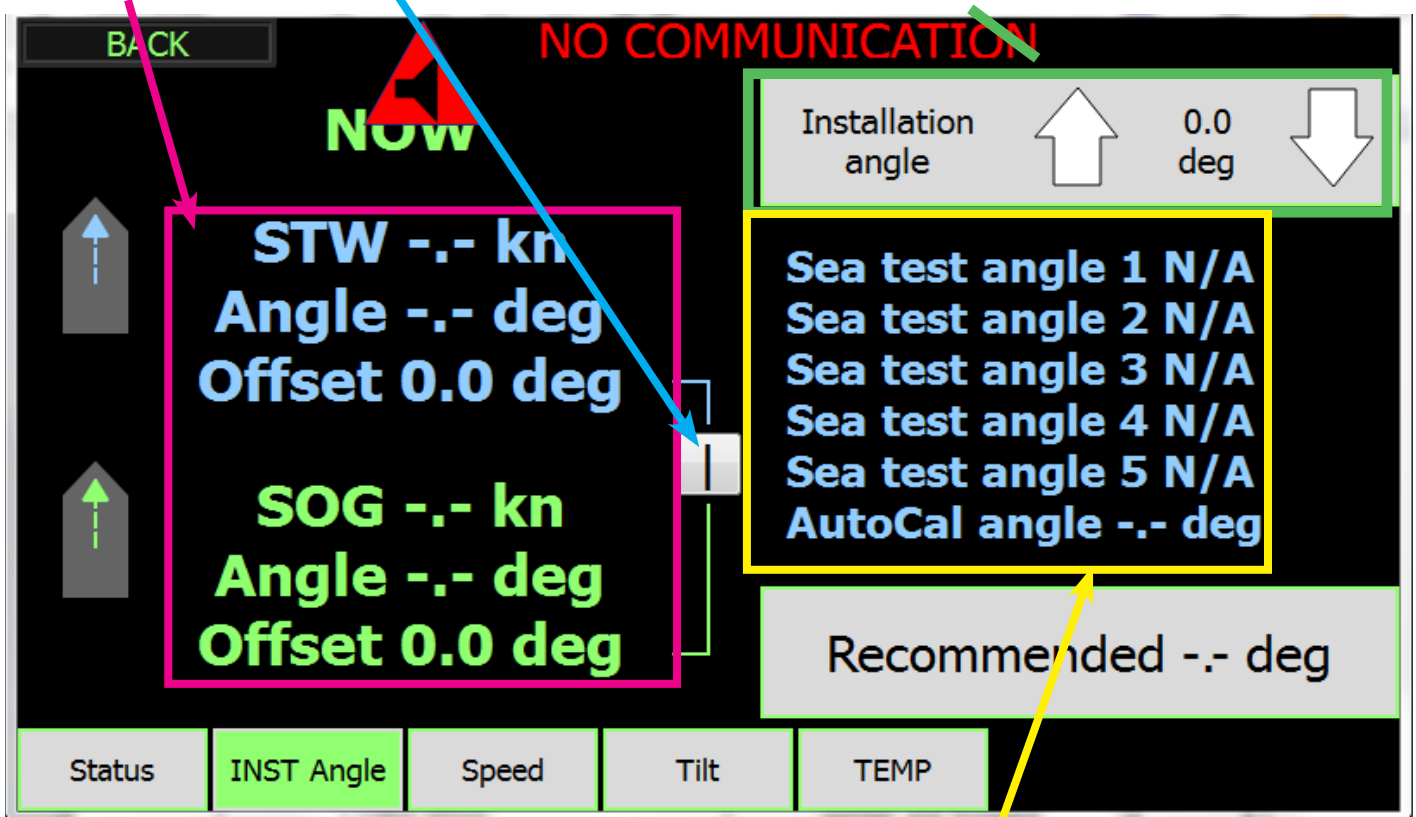 BACK
NO COMMUNICATION
NOW
Installation
angle
0.0
deg
STW -.- kn
Angle -.- deg
Offset 0.0 deg
SOG -.- kn
Angle -.- deg
Offset 0.0 deg
Sea test angle 1 N/A
Sea test angle 2 N/A
Sea test angle 3 N/A
Sea test angle 4 N/A
Sea test angle 5 N/A
AutoCal angle -.- deg
Recommended -.- deg
Status
INST Angle
Speed
Tilt
TEMP